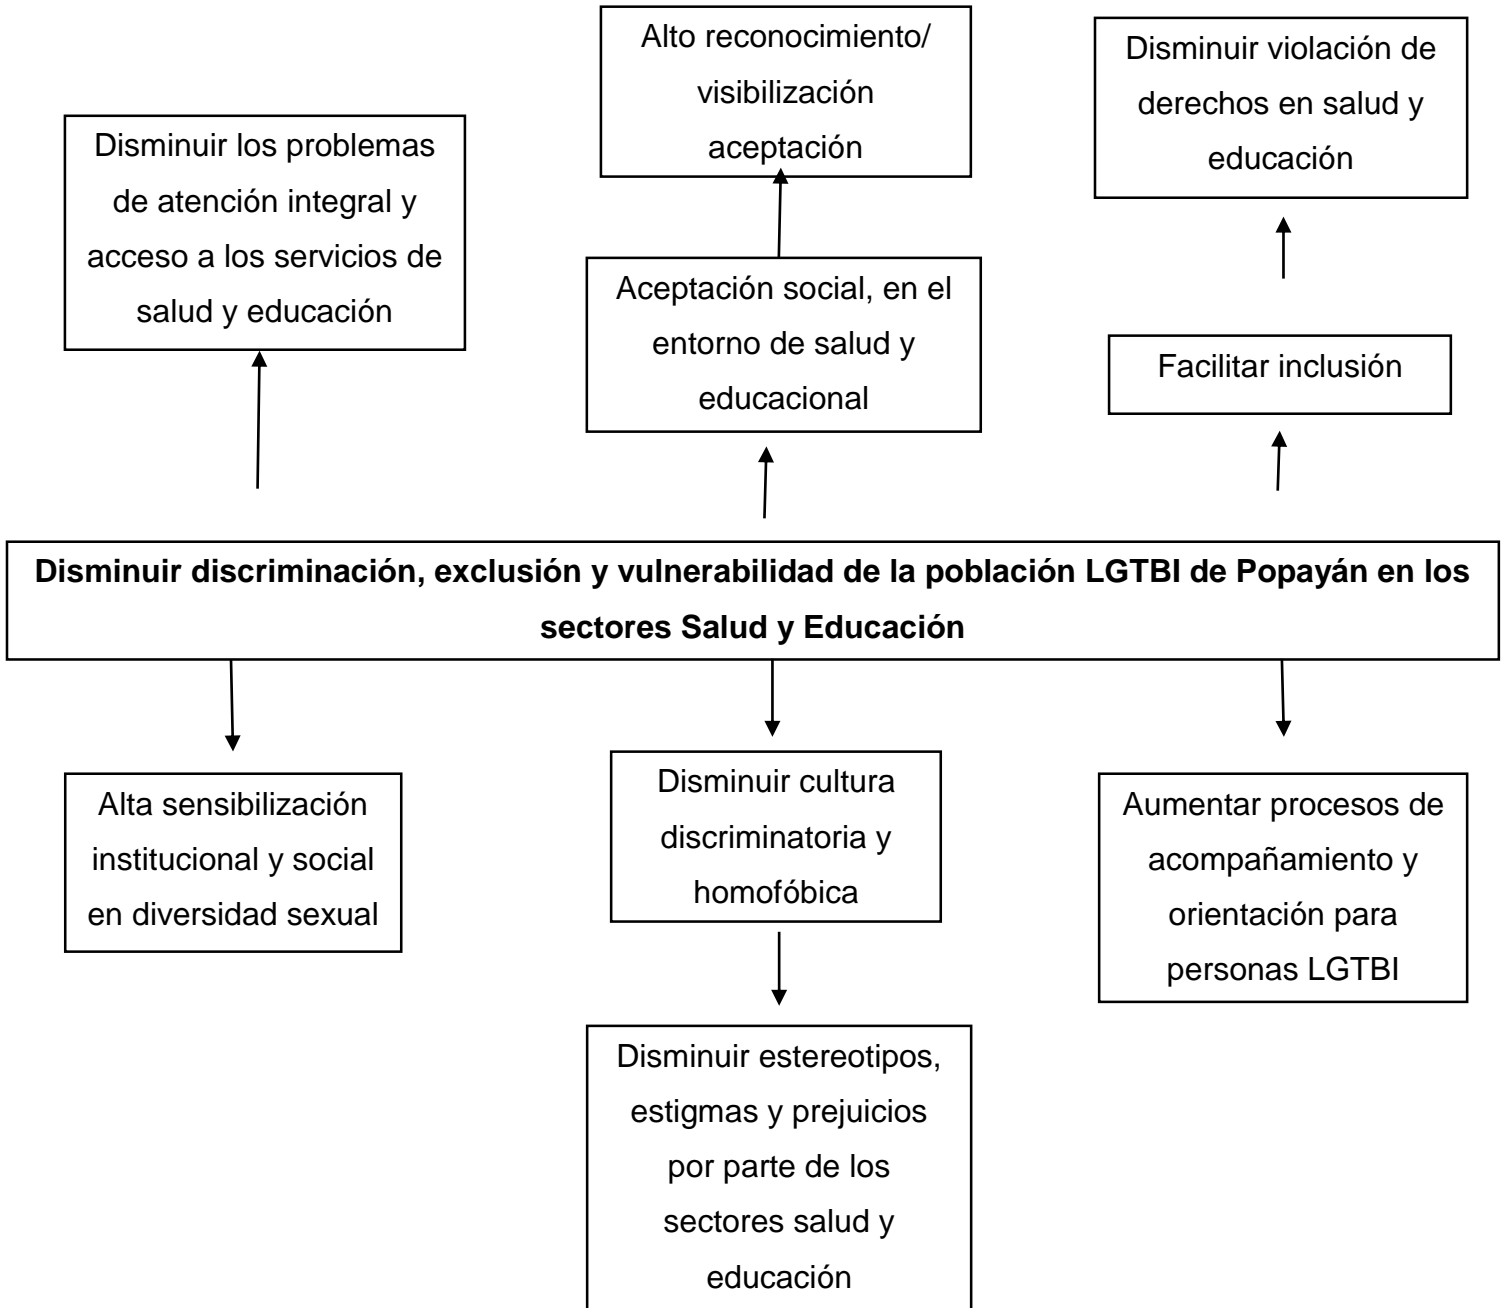 Alto reconocimiento/
visibilización
aceptación
Disminuir violación de
derechos en salud y
educación
Disminuir los problemas
de atención integral y
acceso a los servicios de
salud y educación
Aceptación social, en el
entorno de salud y
educacional
Facilitar inclusión
Disminuir discriminación, exclusión y vulnerabilidad de la población LGTBI de Popayán en los
sectores Salud y Educación
Alta sensibilización
institucional y social
en diversidad sexual
Disminuir cultura
discriminatoria y
homofóbica
Aumentar procesos de
acompañamiento y
orientación para
personas LGTBI
Disminuir estereotipos,
estigmas y prejuicios
por parte de los
sectores salud y
educación